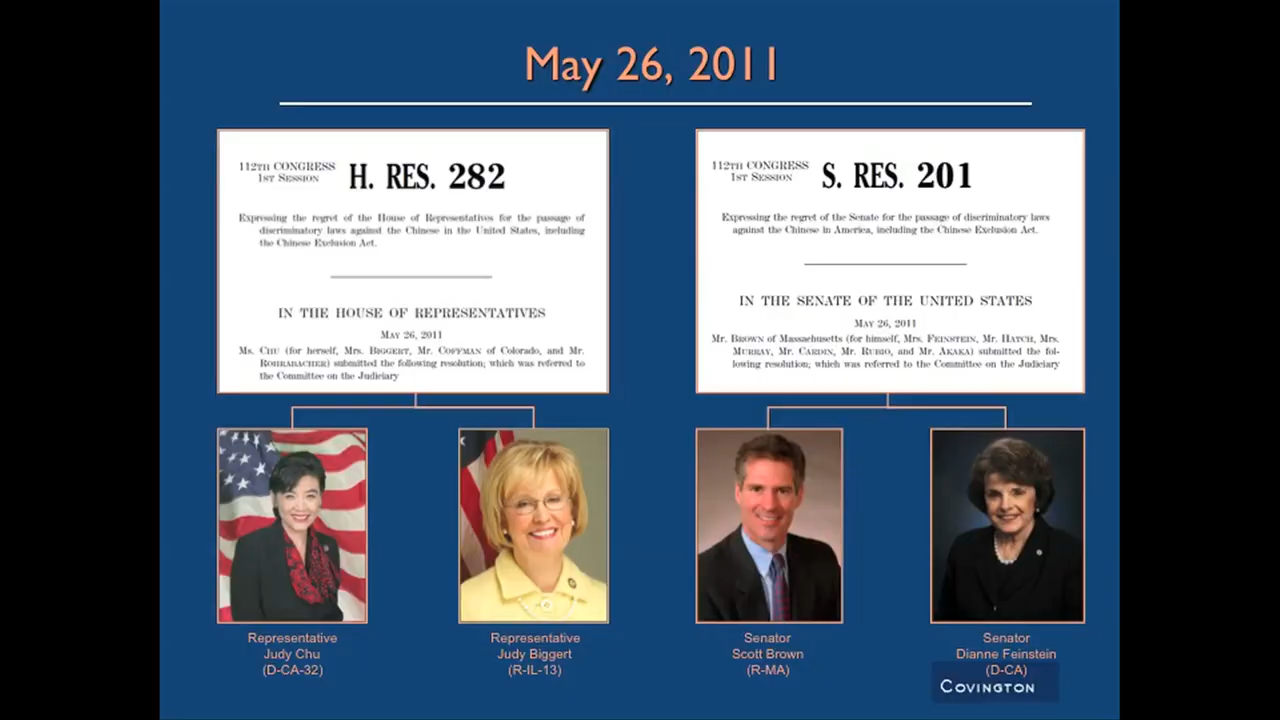 May 26, 2011
112TH CONGRESS
1ST SESSION
H. RES. 282
Expressing the regret of the House of Representatives for the passage of
discriminatory laws against the Chinese in the United States, including
the Chinese Exclusion Act.
IN THE HOUSE OF REPRESENTATIVES
MAY 26, 2011
Ms. CHU (for herself, Mrs. BIGGERT, Mr. COFFMAN of Colorado, and Mr.
ROHRABACHER) submitted the following resolution; which was referred to
the Committee on the Judiciary
112TH CONGRESS
1ST SESSION
S. RES. 201
Expressing the regret of the Senate for the passage of discriminatory laws
against the Chinese in America, including the Chinese Exclusion Act.
IN THE SENATE OF THE UNITED STATES
MAY 26, 2011
Mr. BROWN of Massachusetts (for himself, Mrs. FEINSTEIN, Mr. HATCH, Mrs.
MURRAY, Mr. CARDIN, Mr. RUBIO, and Mr. AKAKA) submitted the fol-
lowing resolution; which was referred to the Committee on the Judiciary
Representative
Judy Chu
(D-CA-32)
Representative
Judy Biggert
(R-IL-13)
Senator
Scott Brown
(R-MA)
Senator
Dianne Feinstein
(D-CA)
COVINGTON